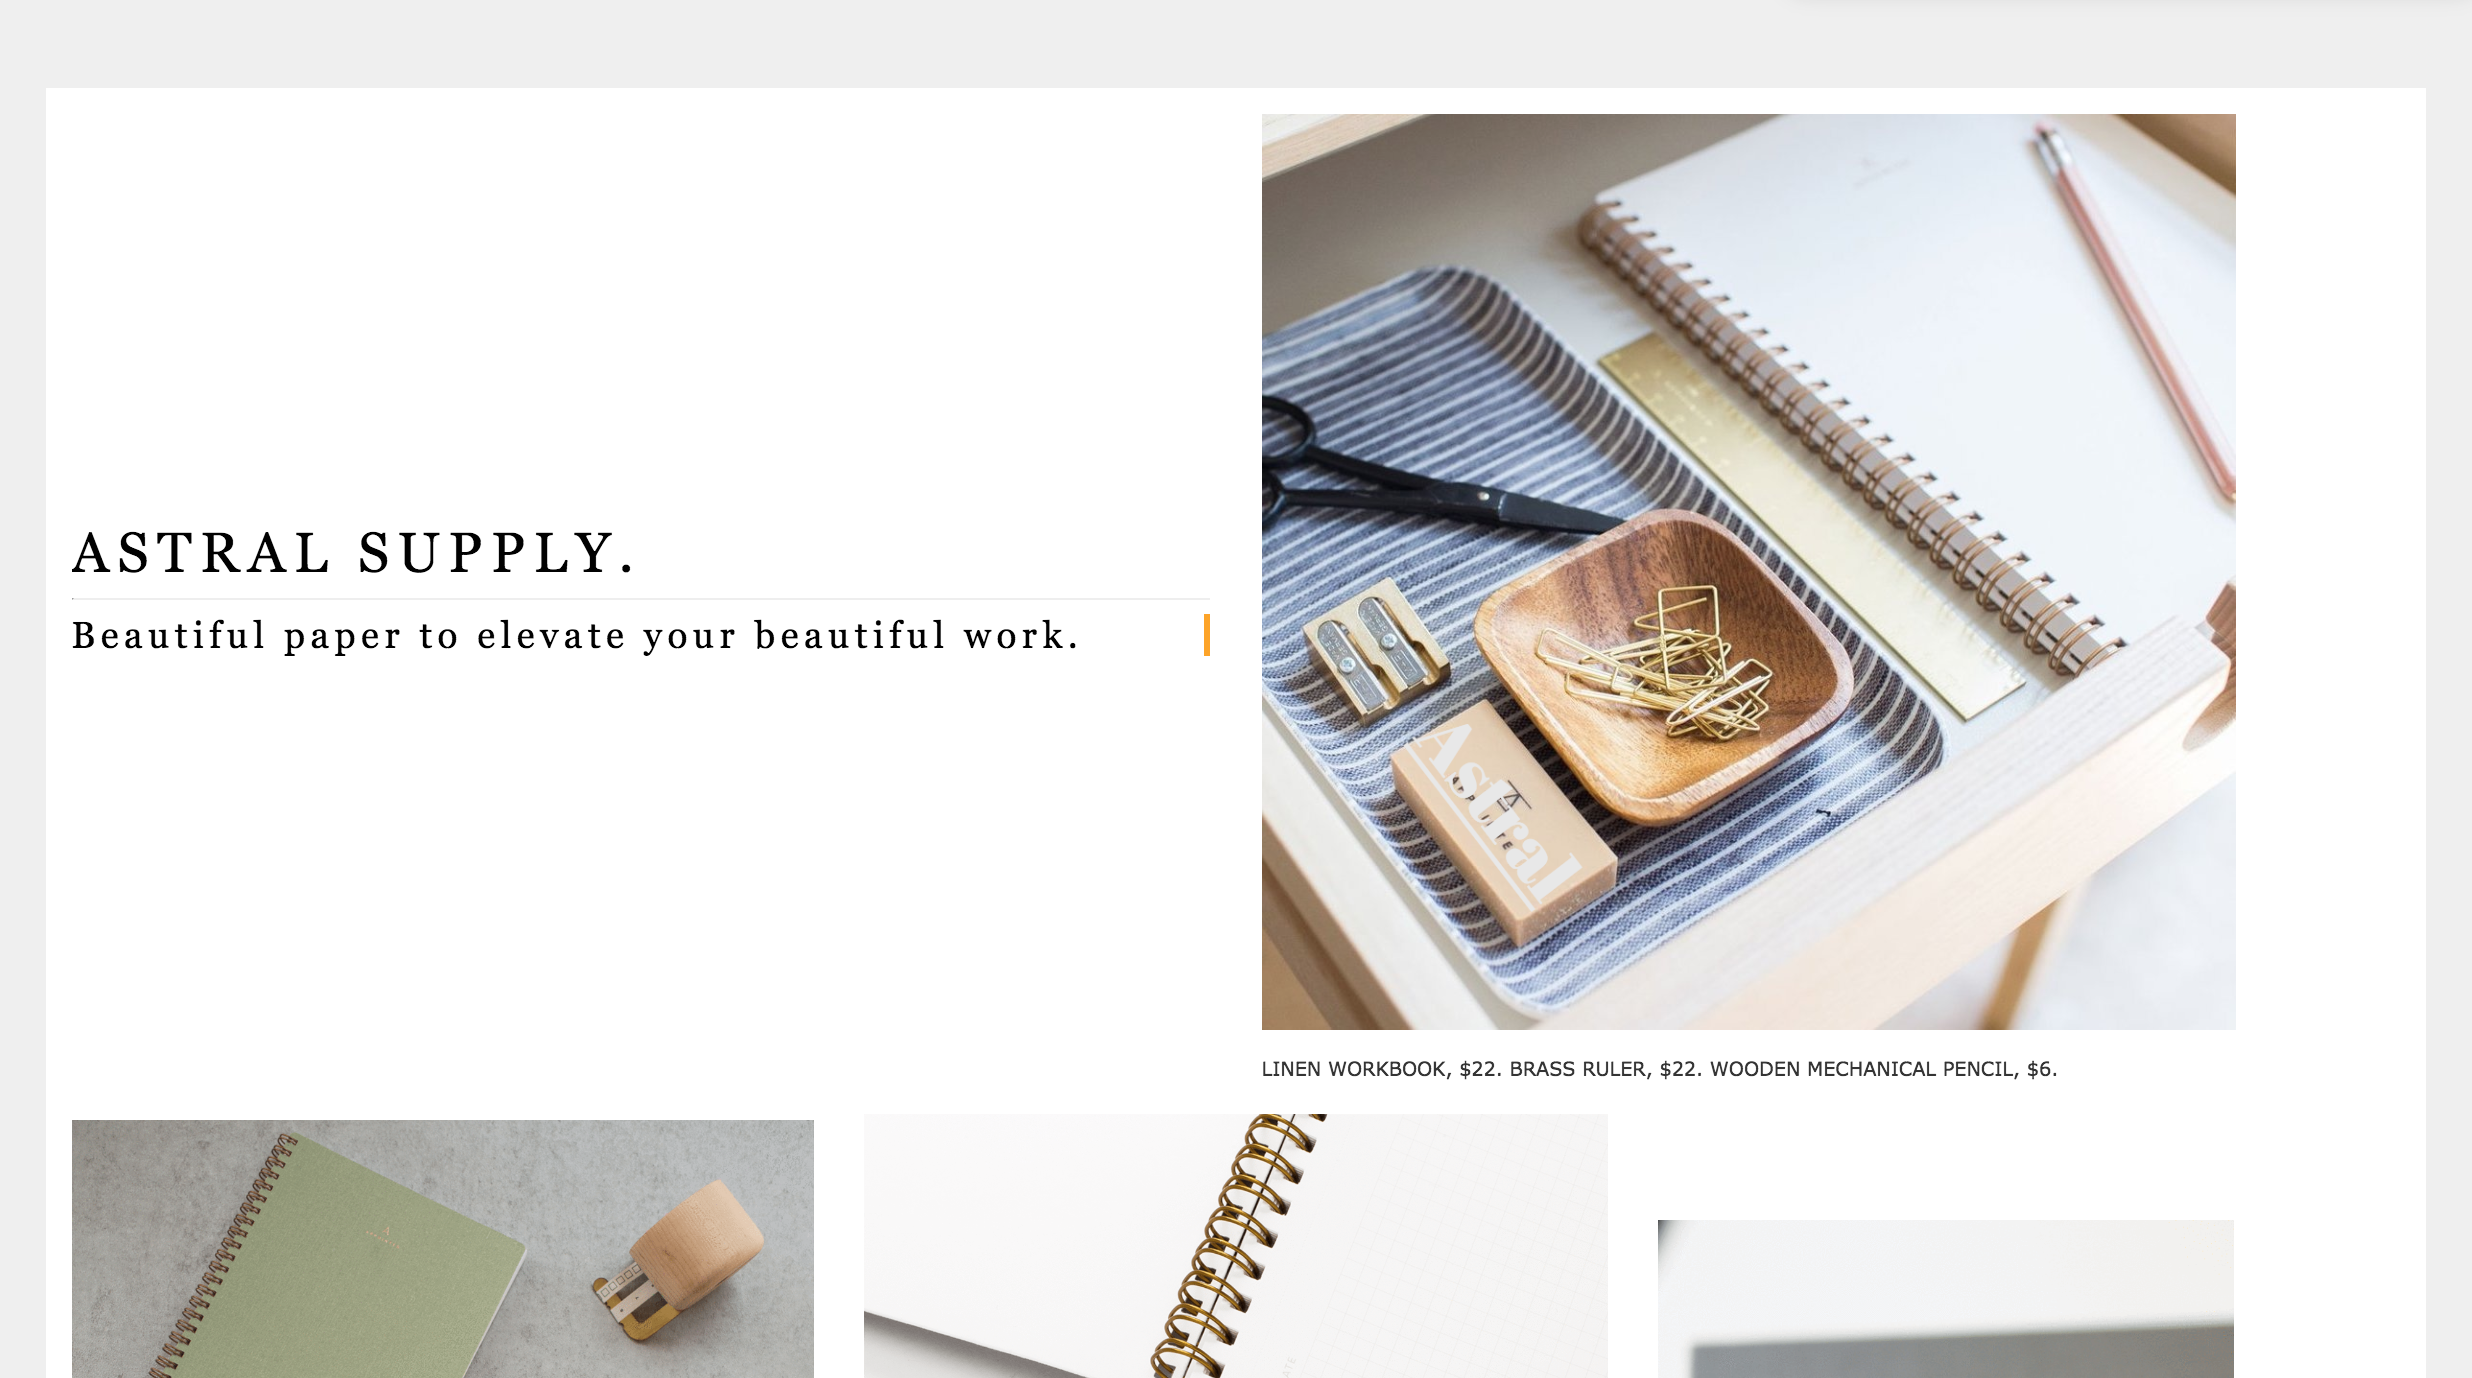 ASTRAL SUPPLY.
Beautiful paper to elevate your beautiful work.
Astral
LINEN WORKBOOK, $22. BRASS RULER, $22. WOODEN MECHANICAL PENCIL, $6.